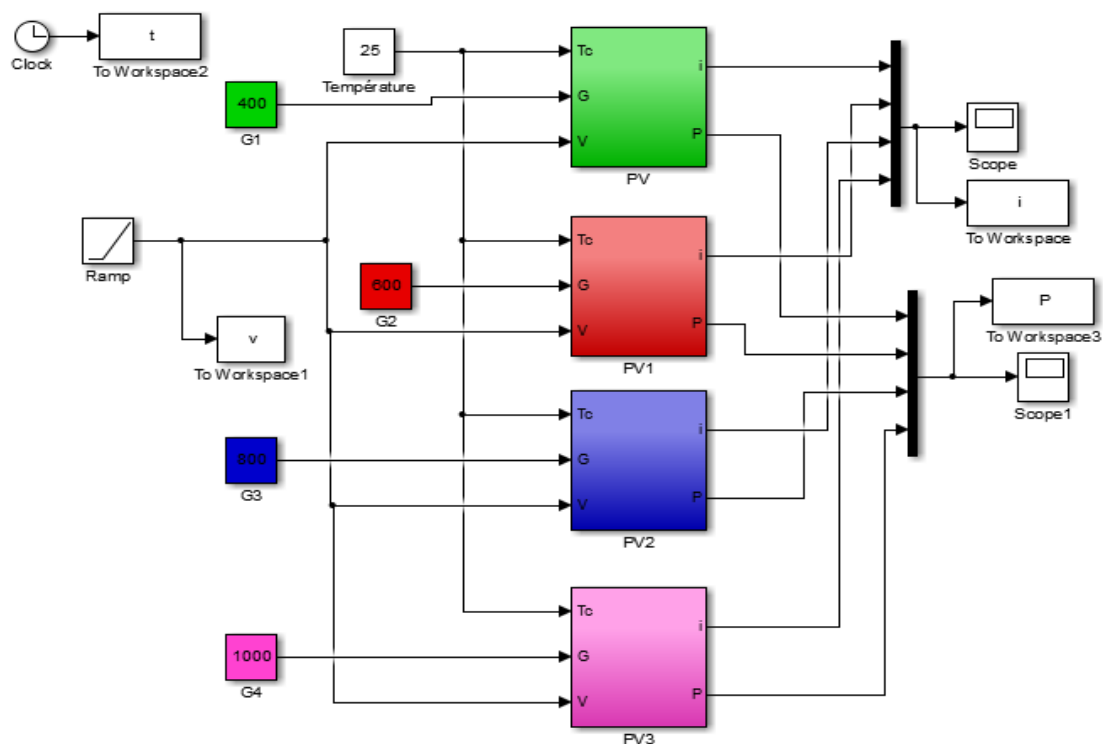 t
Clock
To Workspace2
25
Température
400
G1
Tc
G
V
i
P
PV
Scope
i
To Workspace
Ramp
v
To Workspace1
600
G2
Tc
G
V
i
P
PV1
P
To Workspace3
Scope1
800
G3
Tc
G
V
i
P
PV2
1000
G4
Tc
G
V
i
P
PV3